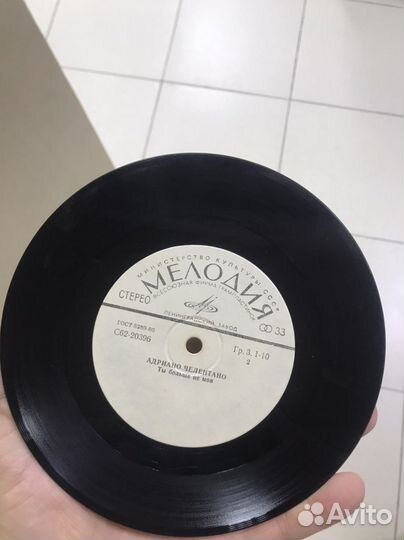 МИНИСТЕРСТВО КУЛЬТУРЫ СССР
МЕЛОДИЯ
ВСЕСОЮЗНАЯ ФИРМА ГРАМПЛАСТИНОК
СТЕРЕО
ЛЕНИНГРАДСКИЙ ЗАВОД
33
ГОСТ 5289-80
С62-20396
Гр. 3. 1-10
2
АДРИАНО ЧЕЛЕНТАНО
Ты больше не моя
Avito